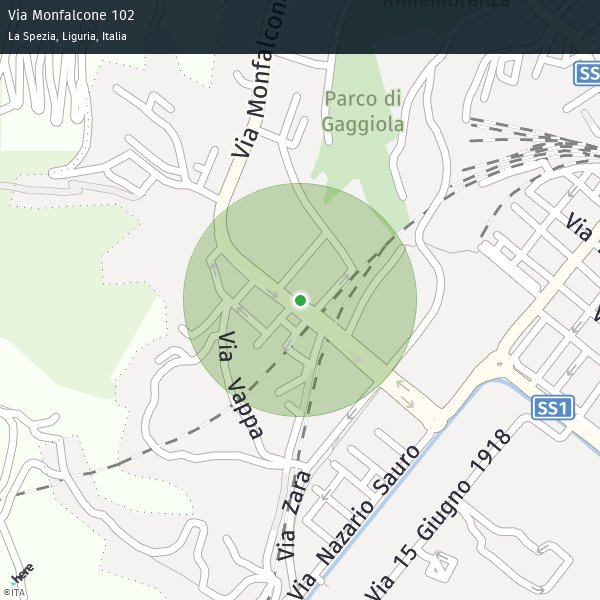 Via Monfalcone 102
La Spezia, Liguria, Italia
Rimembranza
Via Monfalcone
Parco di
Gaggiola
SS
Via
Via Vappa
SS1
Via Zara
Via Nazario Sauro
Via 15 Giugno 1918
here
©ITA